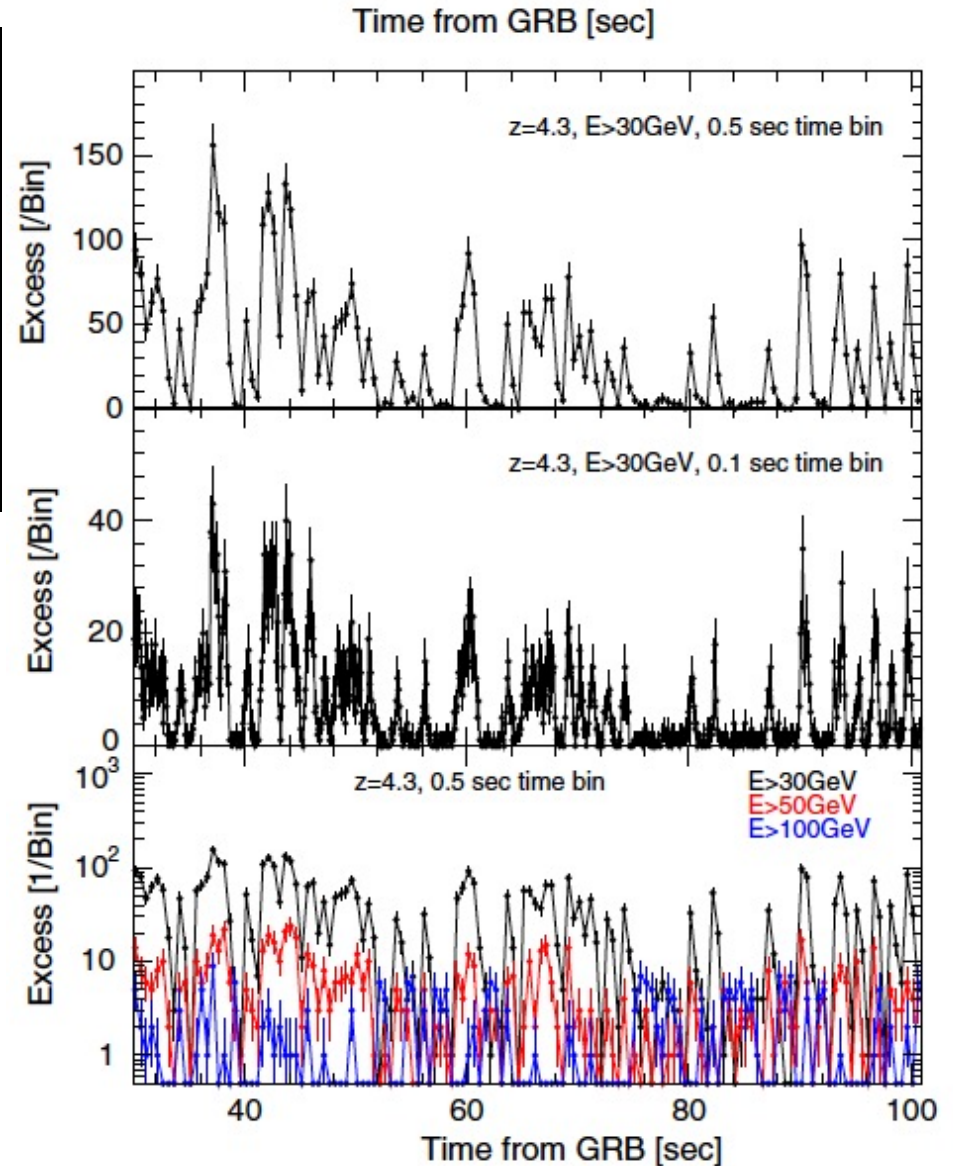 Time from GRB [sec]
z=4.3, E>30GeV, 0.5 sec time bin
Excess [/Bin]
150
100
50
0
z=4.3, E>30GeV, 0.1 sec time bin
Excess [/Bin]
40
20
0
z=4.3, 0.5 sec time bin
E>30GeV
E>50GeV
E>100GeV
Excess [1/Bin]
10³
10²
10
1
40 60 80 100
Time from GRB [sec]